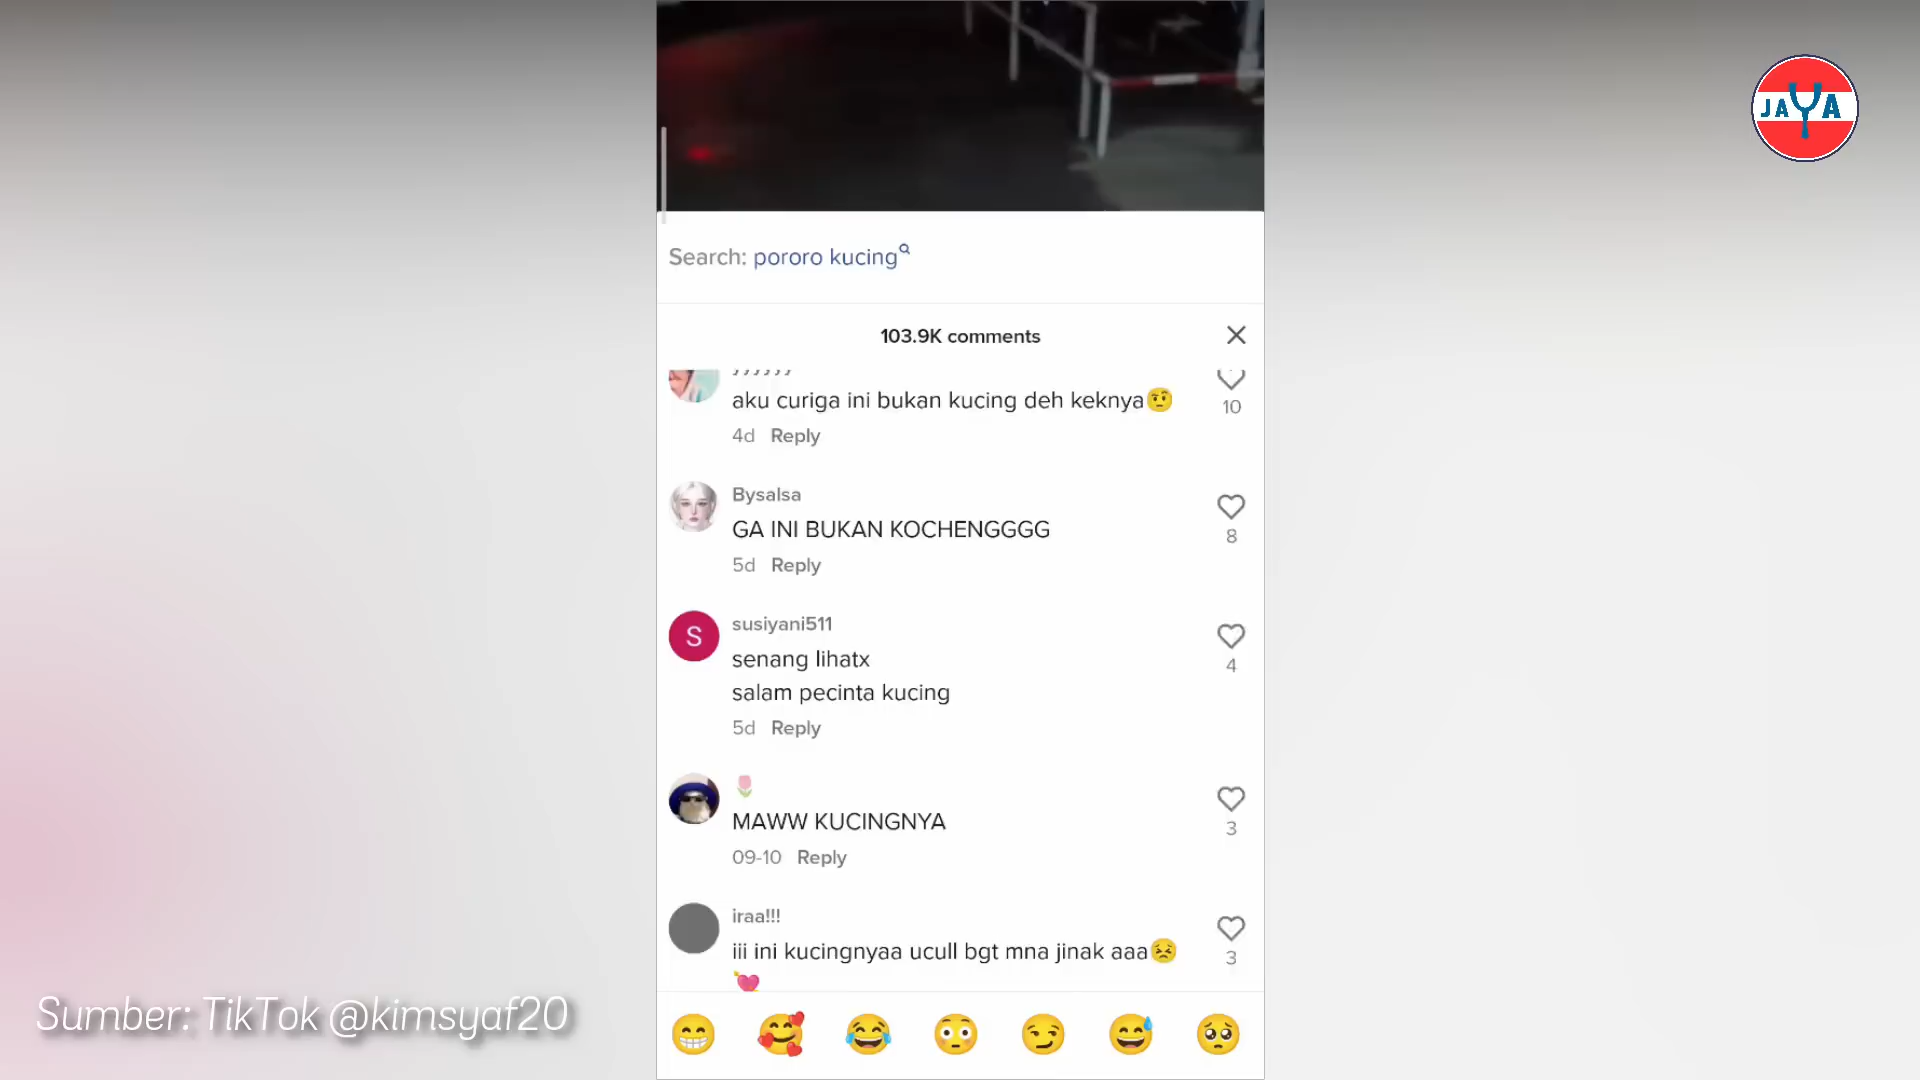 JAYA
Search: pororo kucing
103.9K comments
aku curiga ini bukan kucing deh keknya🤨
10
4d Reply
Bysalsa
GA INI BUKAN KOCHENGGGG
8
5d Reply
susiyani511
senang lihatx
4
salam pecinta kucing
5d Reply
🌷
MAWW KUCINGNYA
3
09-10 Reply
iraa!!!
iii ini kucingnyaa ucull bgt mna jinak aaa😣
💘
3
S
Sumber: TikTok @kimsyaf20